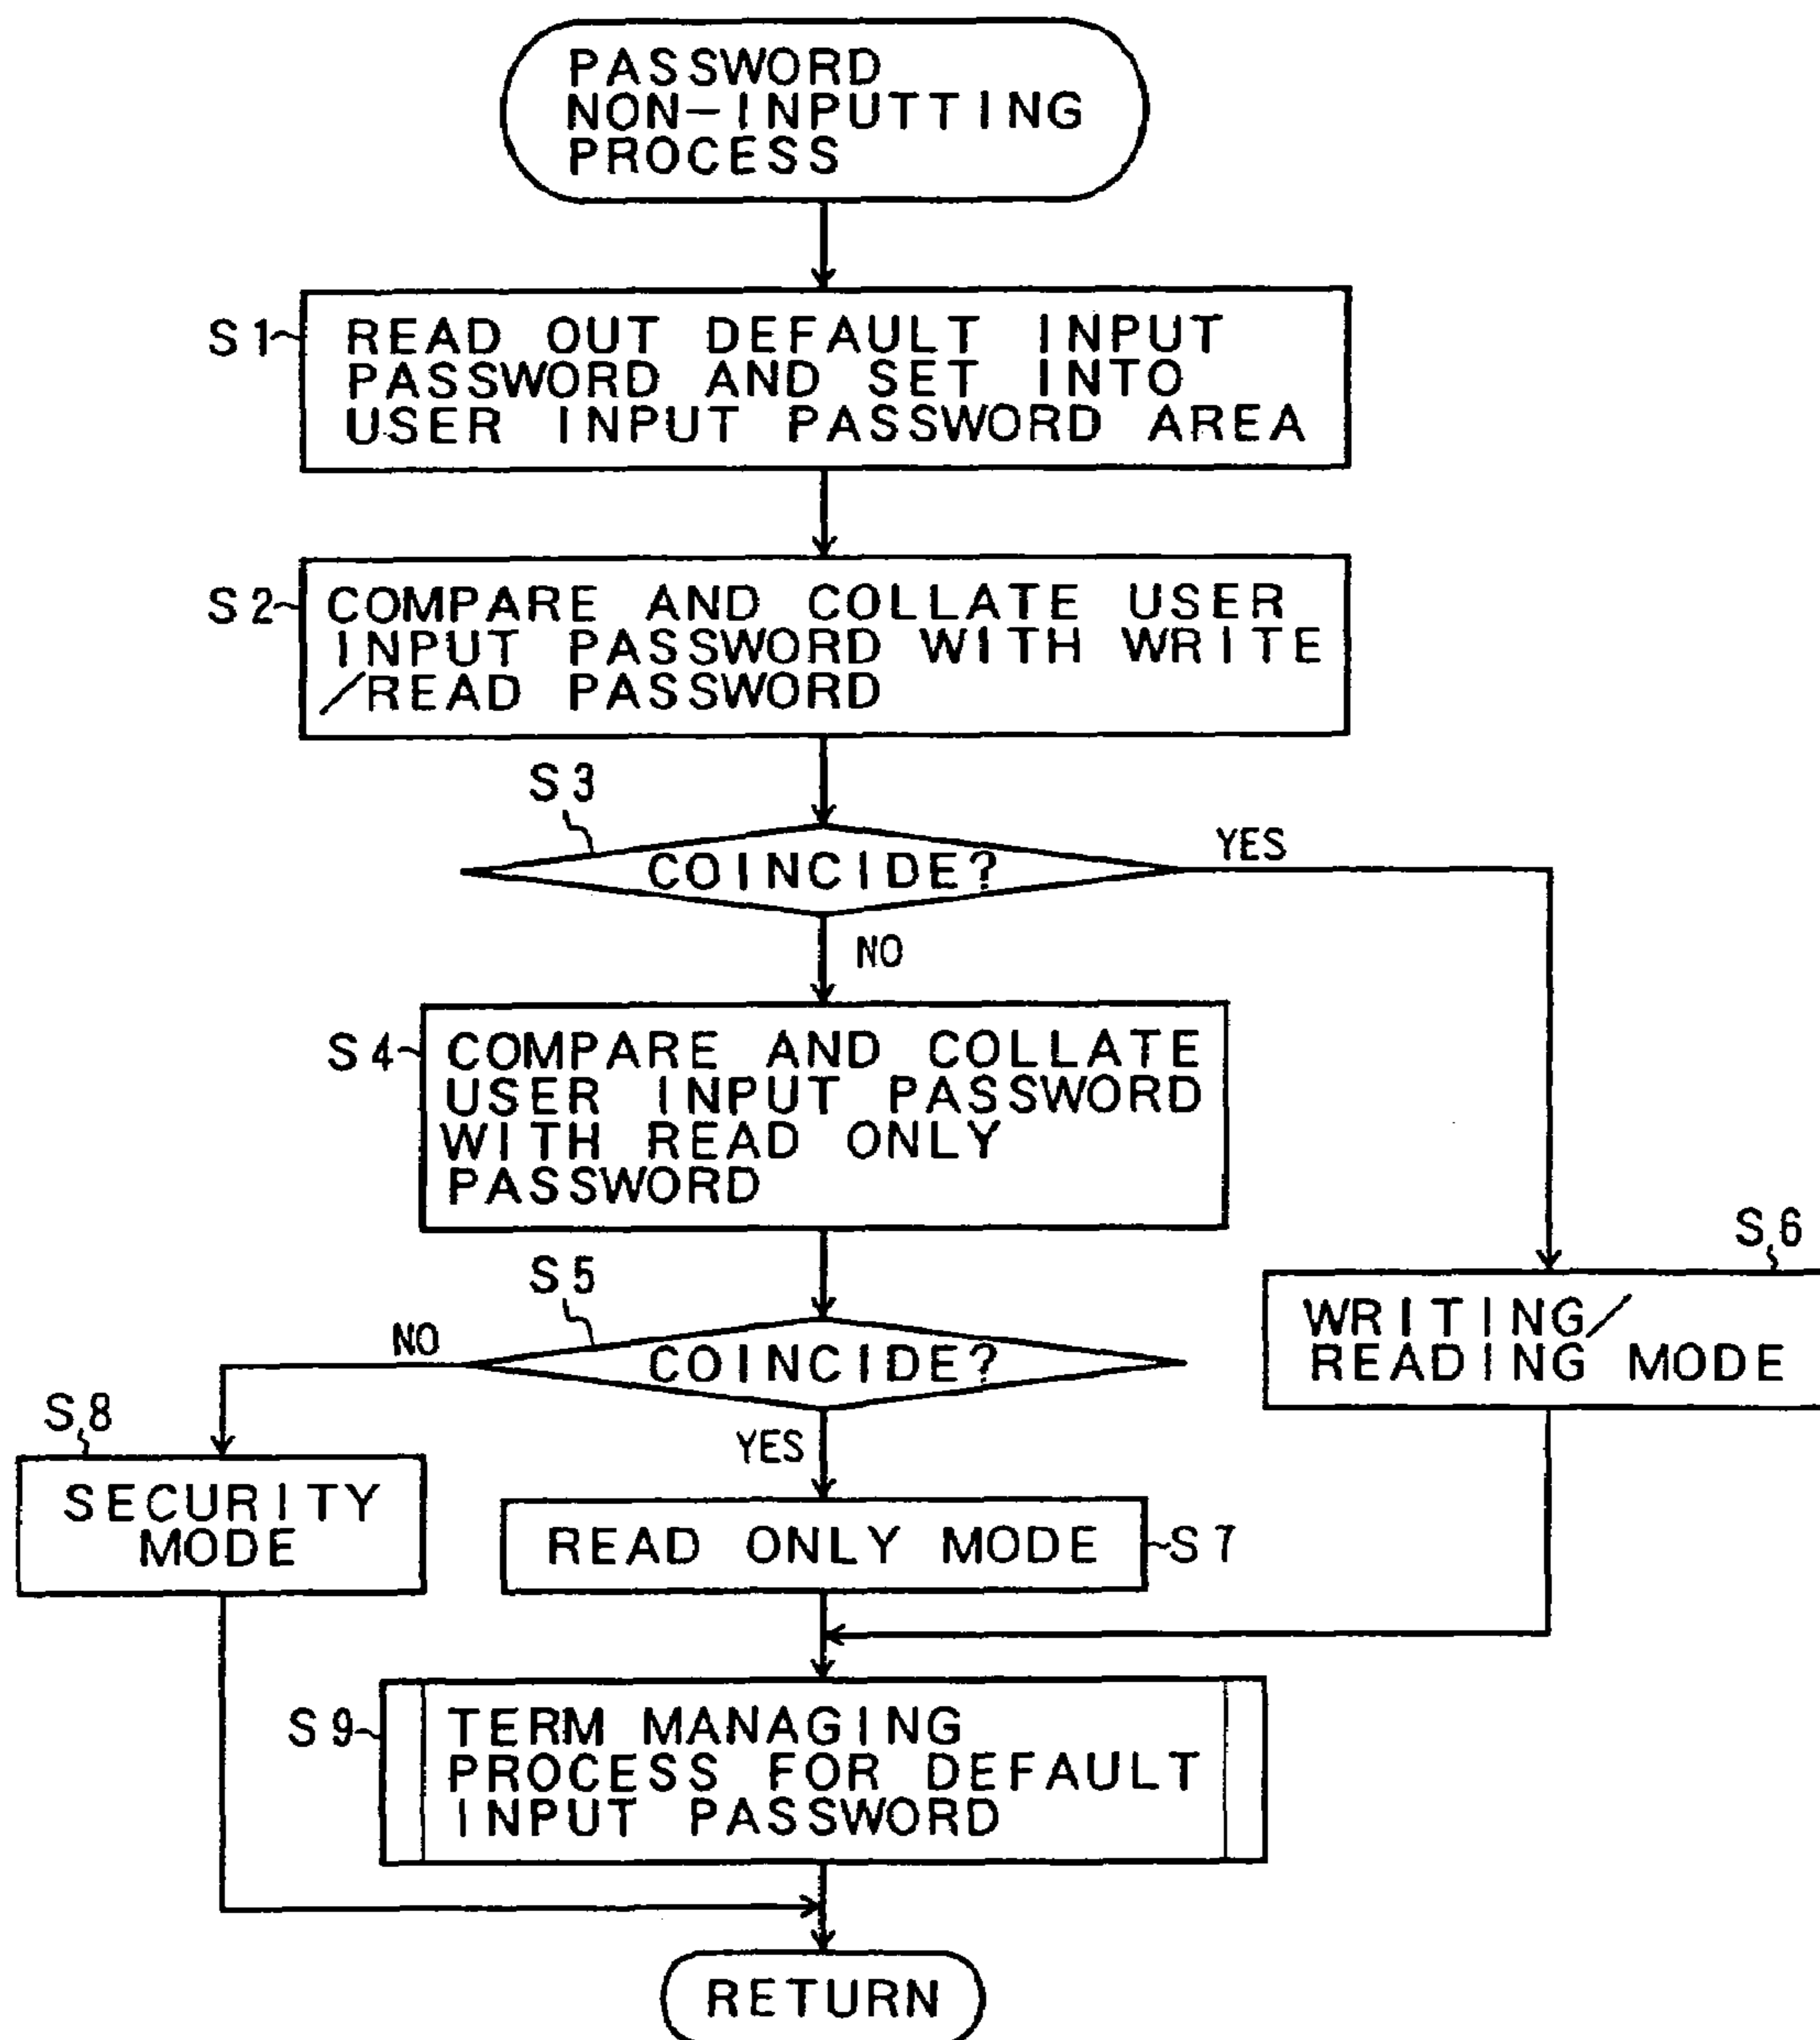 PASSWORD
NON-INPUTTING
PROCESS
S1
READ OUT DEFAULT INPUT
PASSWORD AND SET INTO
USER INPUT PASSWORD AREA
S2
COMPARE AND COLLATE USER
INPUT PASSWORD WITH WRITE
/READ PASSWORD
S3
COINCIDE?
YES
NO
S4
COMPARE AND COLLATE
USER INPUT PASSWORD
WITH READ ONLY
PASSWORD
S5
COINCIDE?
NO
YES
S6
WRITING/
READING MODE
S8
SECURITY
MODE
READ ONLY MODE
S7
S9
TERM MANAGING
PROCESS FOR DEFAULT
INPUT PASSWORD
RETURN